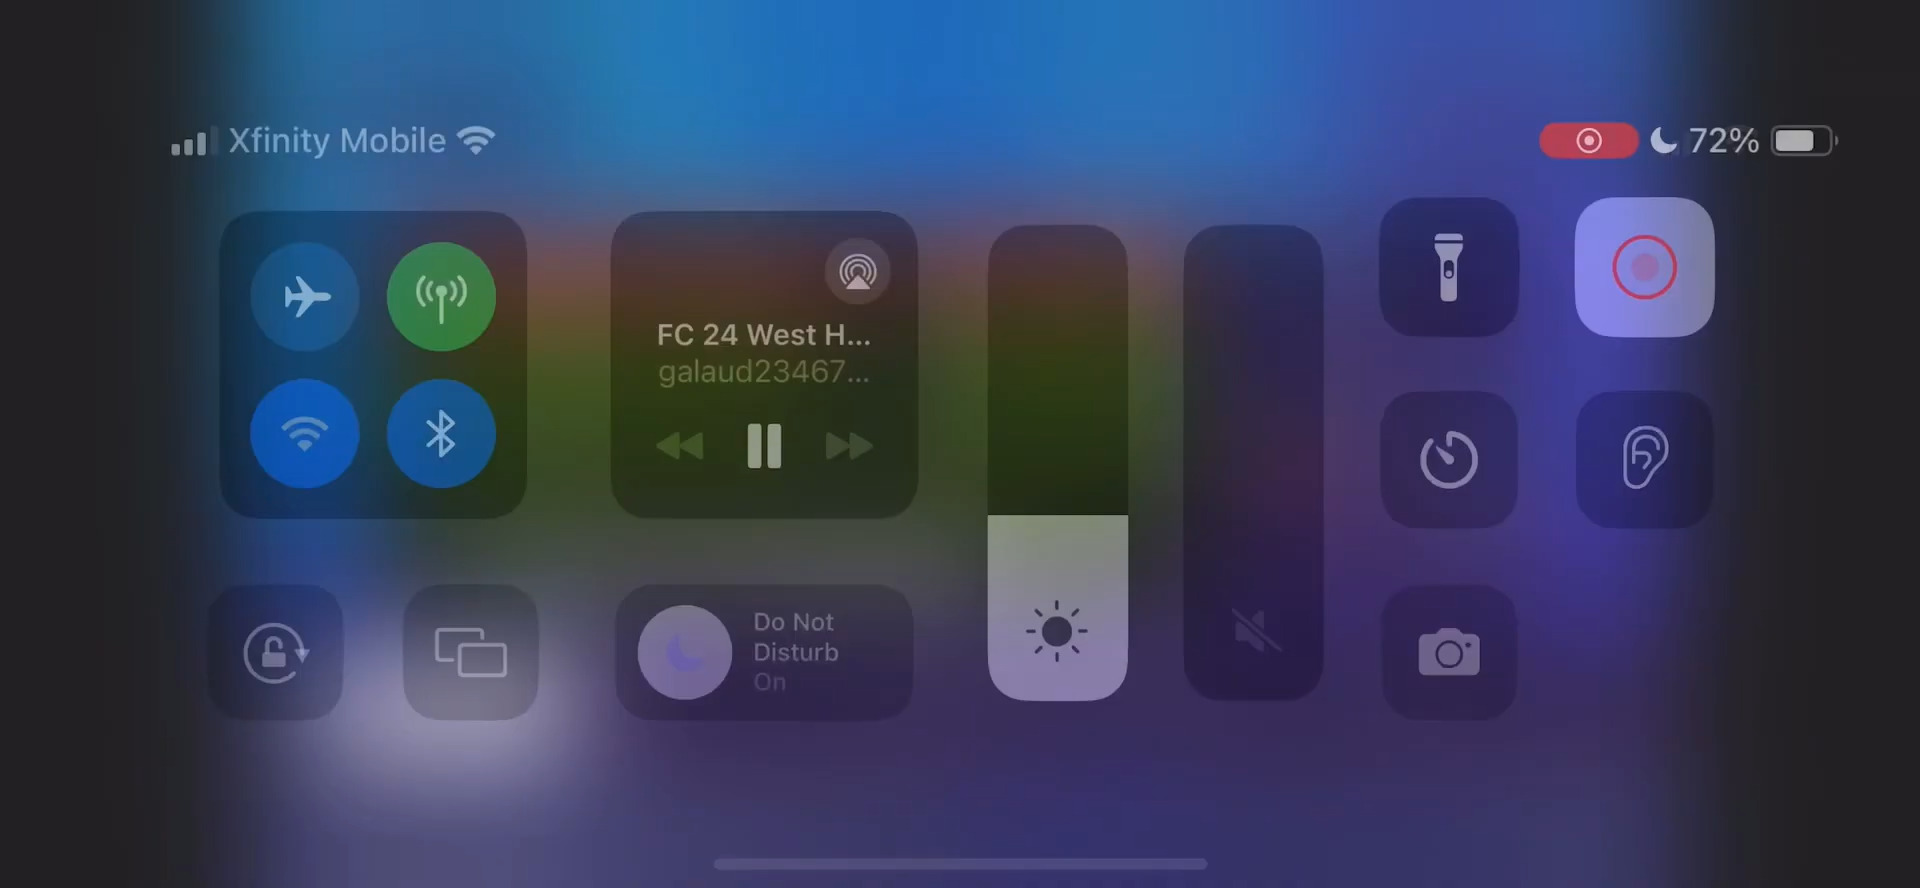 Xfinity Mobile
72%
FC 24 West H...
galaud23467...
Do Not
Disturb
On